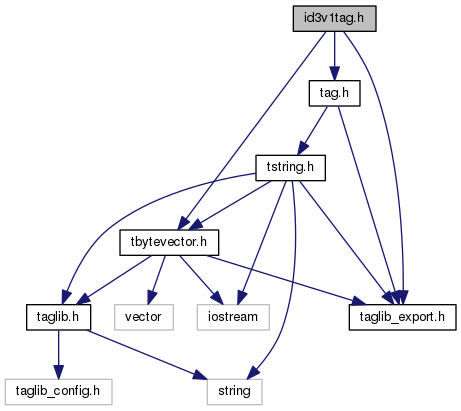 id3v1tag.h
tag.h
tstring.h
tbytevector.h
taglib.h
vector
iostream
taglib_export.h
taglib_config.h
string